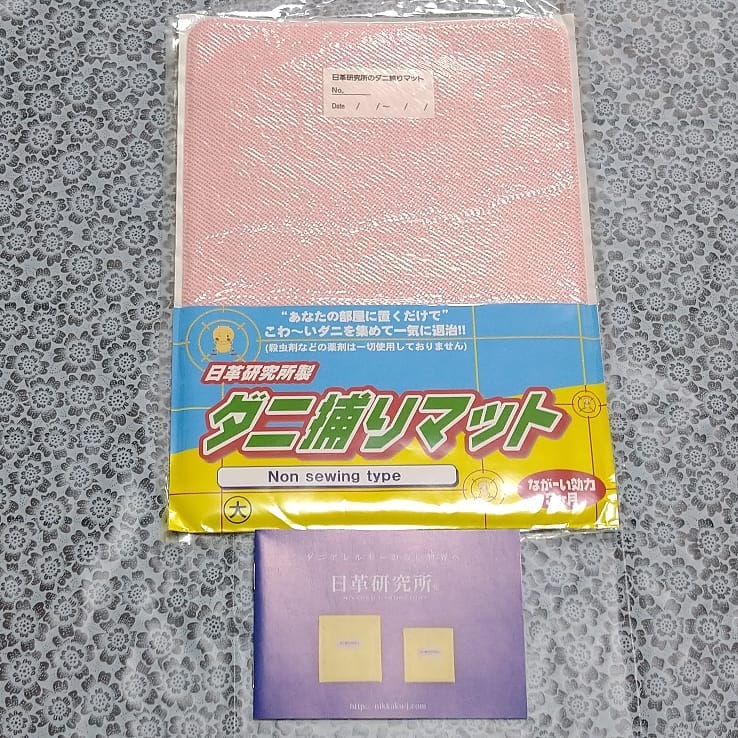 日革研究所のダニ捕りマット
No.
Date / / ～ / /
“あなたの部屋に置くだけで”
こわ〜いダニを集めて一気に退治!!
(殺虫剤などの薬剤は一切使用しておりません)
日革研究所製
ダニ捕りマット
Non sewing type
大
ながーい効力
3ヶ月
日革研究所